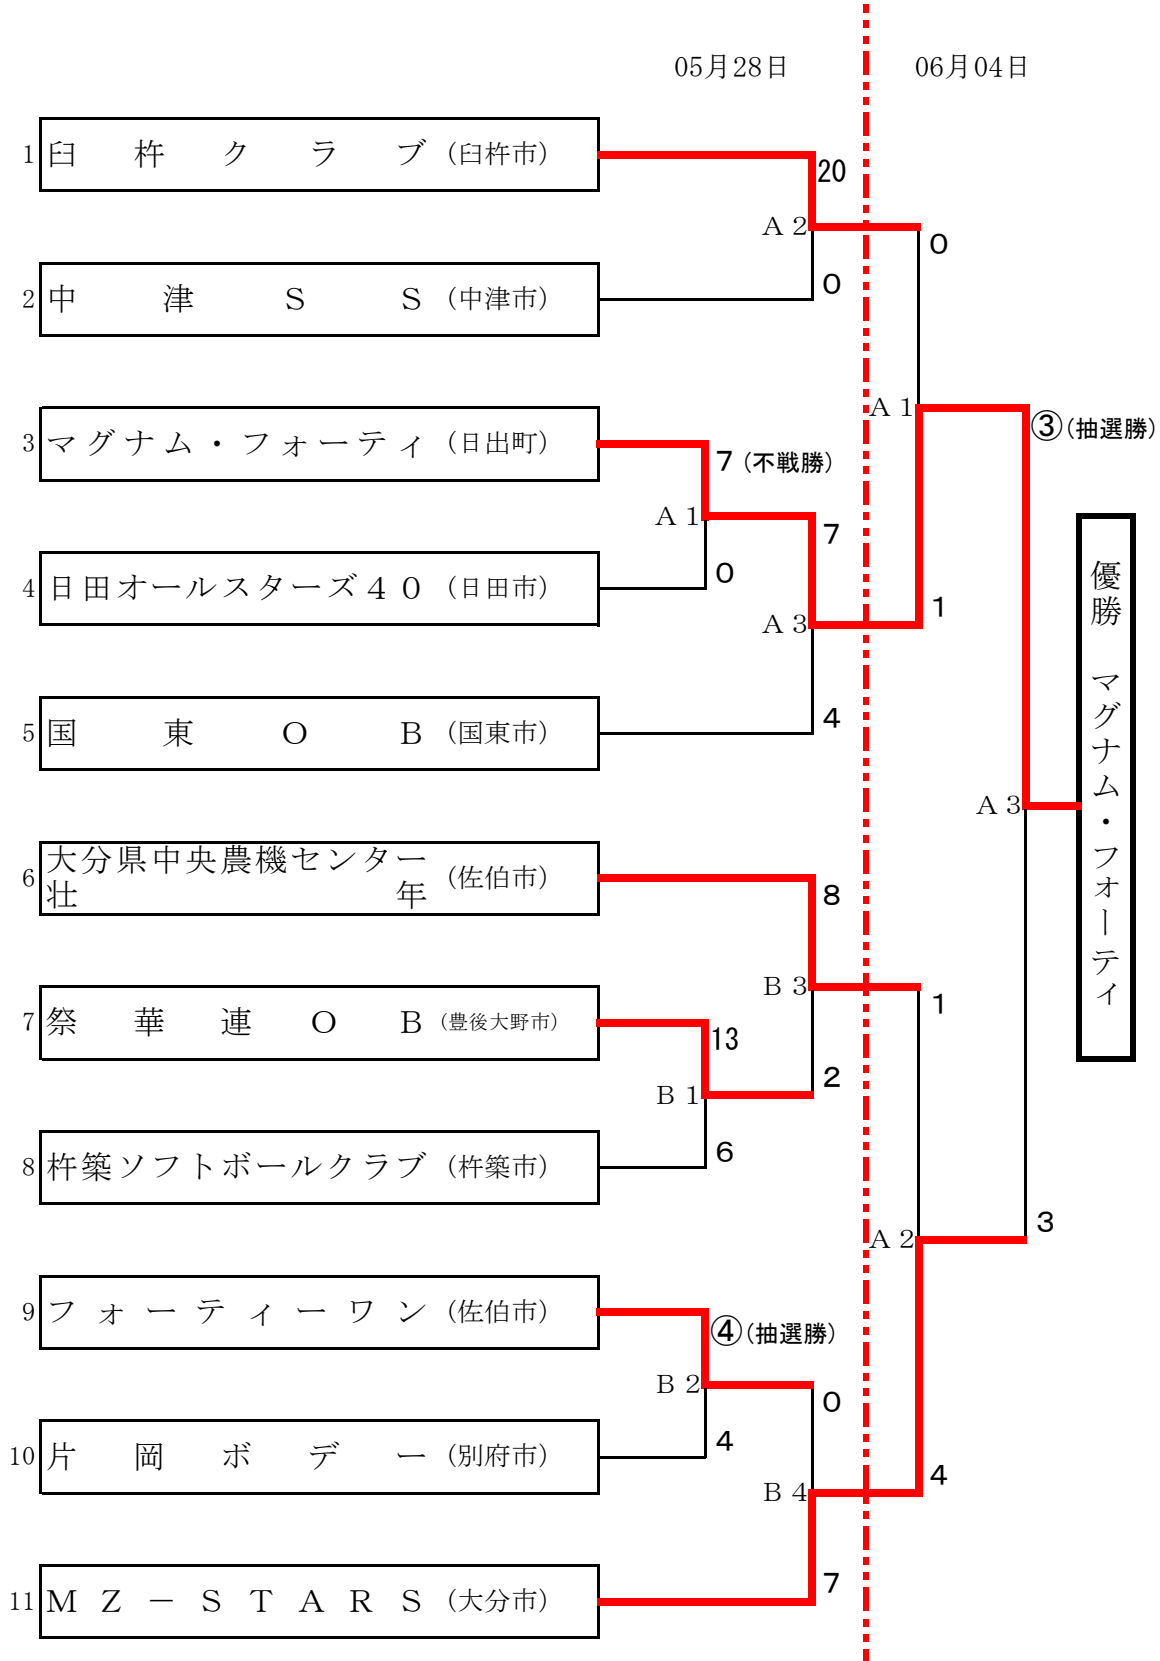 05月28日
06月04日
1 臼杵クラブ (臼杵市)
20
A 2
0
0
2 中津SS (中津市)
A 1
③(抽選勝)
3 マグナム・フォーティ (日出町)
7 (不戦勝)
A 1
7
4 日田オールスターズ40 (日田市)
0
A 3
1
5 国東OB (国東市)
4
優勝 マグナム・フォーティ
A 3
6 大分県中央農機センター
壮年 (佐伯市)
8
B 3
1
7 祭華連OB (豊後大野市)
13
B 1
2
8 杵築ソフトボールクラブ (杵築市)
6
A 2
3
9 フォーティーワン (佐伯市)
④(抽選勝)
B 2
0
10 片岡ボデー (別府市)
4
B 4
4
11 MZ－STARS (大分市)
7